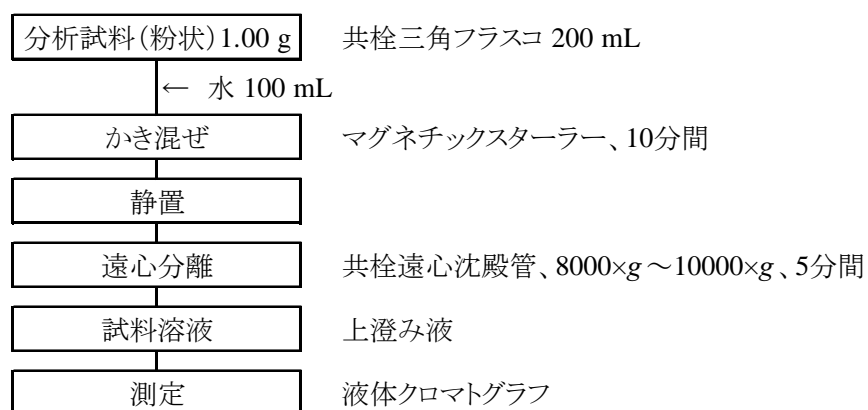 分析試料(粉状)1.00 g 共栓三角フラスコ 200 mL
← 水 100 mL
かき混ぜ マグネチックスターラー、10分間
静置
遠心分離 共栓遠心沈殿管、8000×g～10000×g、5分間
試料溶液 上澄み液
測定 液体クロマトグラフ